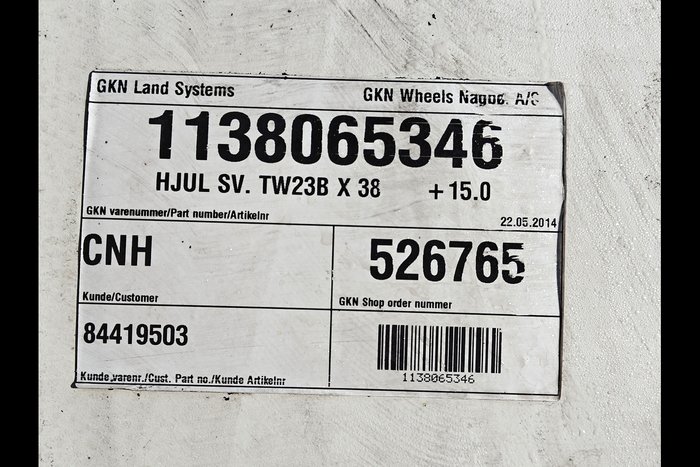 GKN Land Systems
GKN Wheels Nagbøl A/S
1138065346
HJUL SV. TW23B X 38 +15.0
GKN varenummer/Part number/Artikelnr
22.05.2014
CNH
526765
Kunde/Customer
GKN Shop order nummer
84419503
1138065346
Kunde varenr./Cust. Part no./Kunde Artikelnr